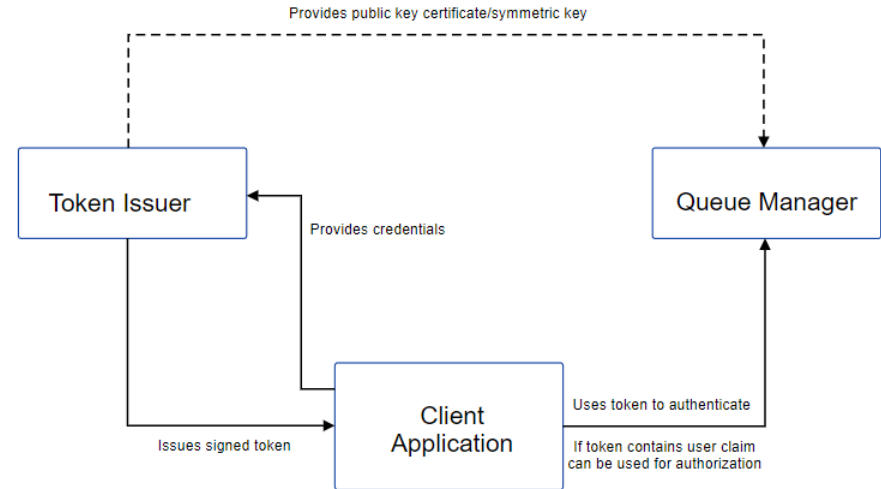 Provides public key certificate/symmetric key
Token Issuer
Queue Manager
Provides credentials
Client
Application
Uses token to authenticate
Issues signed token
If token contains user claim
can be used for authorization